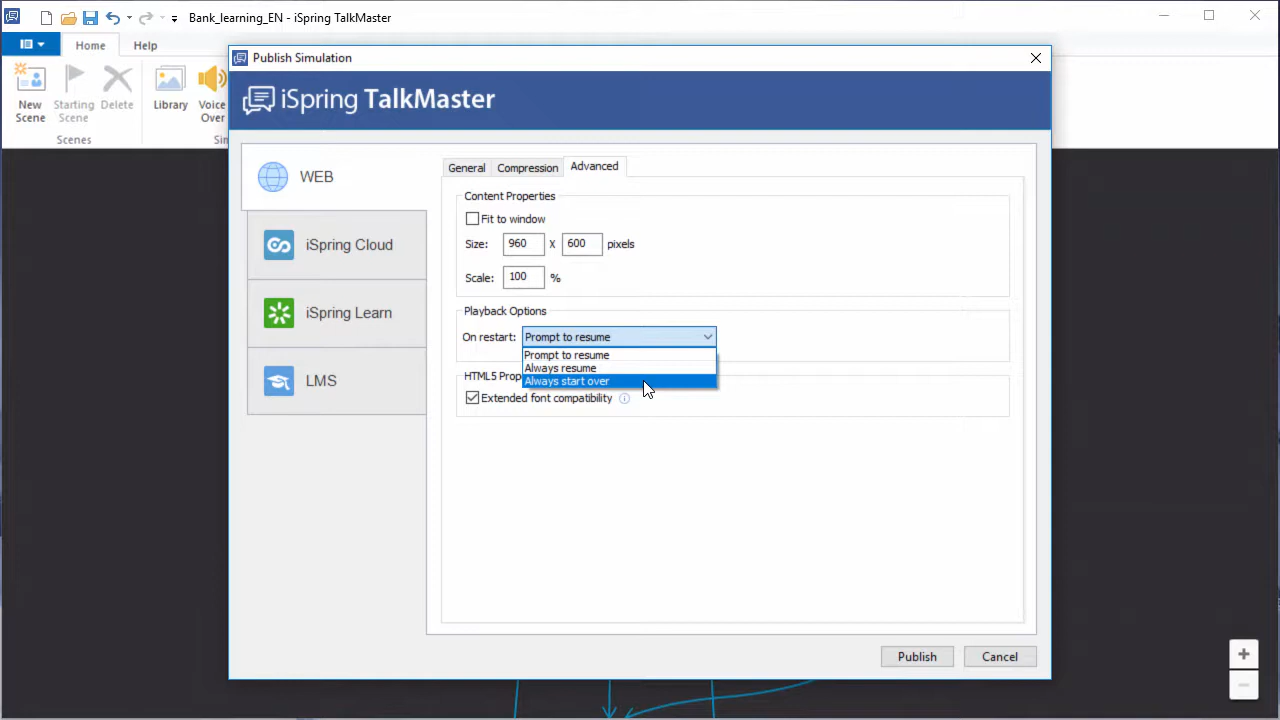 Bank_learning_EN - iSpring TalkMaster
Home Help
New Scene
Starting Scene
Delete
Library
Voice Over
Scenes
Sin
Publish Simulation
iSpring TalkMaster
WEB
iSpring Cloud
iSpring Learn
LMS
General Compression Advanced
Content Properties
Fit to window
Size: 960 X 600 pixels
Scale: 100 %
Playback Options
On restart: Prompt to resume
Prompt to resume
Always resume
Always start over
HTML5 Prop
Extended font compatibility
Publish Cancel